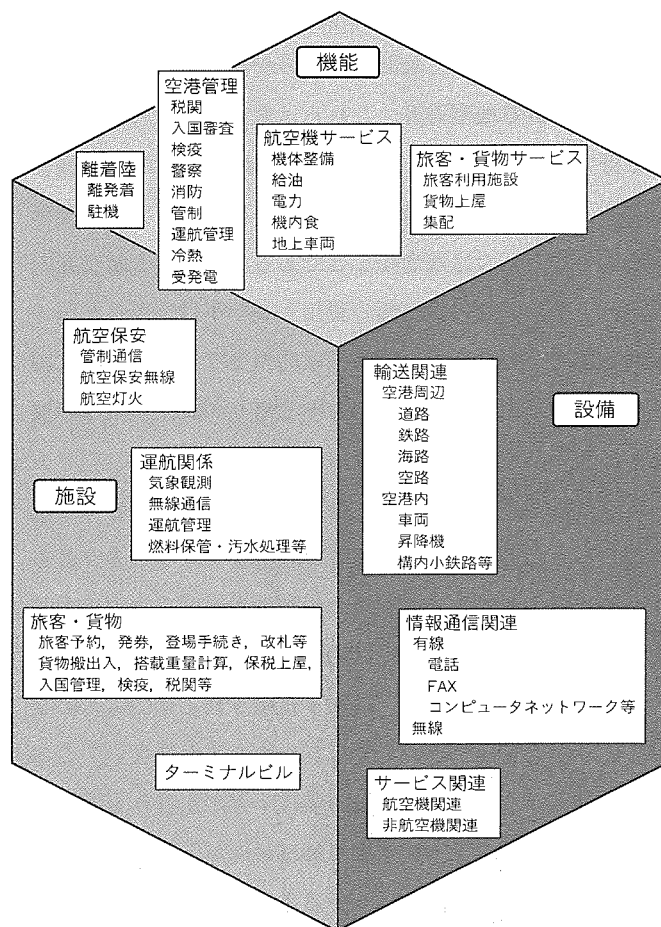 機能
空港管理
税関
入国審査
検疫
警察
消防
管制
運航管理
冷熱
受発電
離着陸
離発着
駐機
航空機サービス
機体整備
給油
電力
機内食
地上車両
旅客・貨物サービス
旅客利用施設
貨物上屋
集配
施設
航空保安
管制通信
航空保安無線
航空灯火
運航関係
気象観測
無線通信
運航管理
燃料保管・汚水処理等
旅客・貨物
旅客予約，発券，登場手続き，改札等
貨物搬出入，搭載重量計算，保税上屋，
入国管理，検疫，税関等
ターミナルビル
設備
輸送関連
空港周辺
道路
鉄路
海路
空路
空港内
車両
昇降機
構内小鉄路等
情報通信関連
有線
電話
FAX
コンピュータネットワーク等
無線
サービス関連
航空機関連
非航空機関連